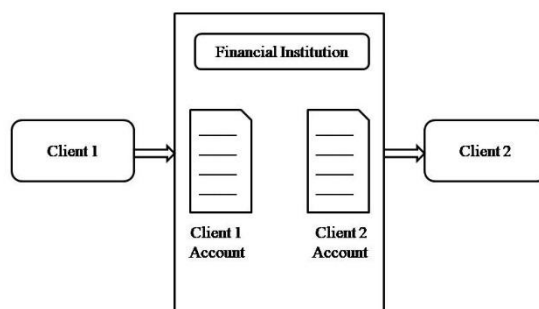 Financial Institution
Client 1
Client 2
Client 1
Account
Client 2
Account